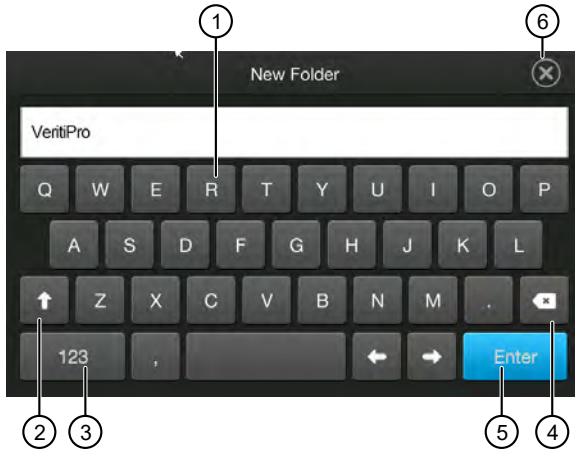 1 6
New Folder
VeritiPro
Q W E R T Y U I O P
A S D F G H J K L
Z X C V B N M .
123 , Enter
2 3 5 4